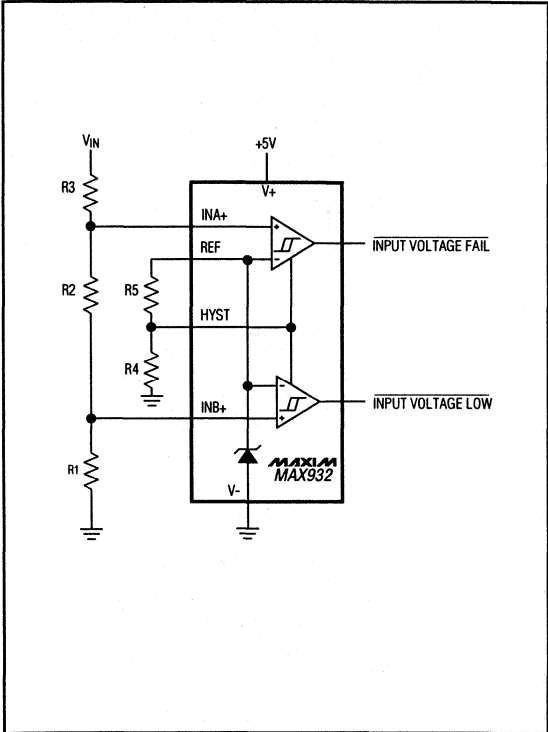 VIN
+5V
V+
R3
INA+
REF
INPUT VOLTAGE FAIL
R2
R5
HYST
R4
INB+
INPUT VOLTAGE LOW
R1
MAXIM
MAX932
V-